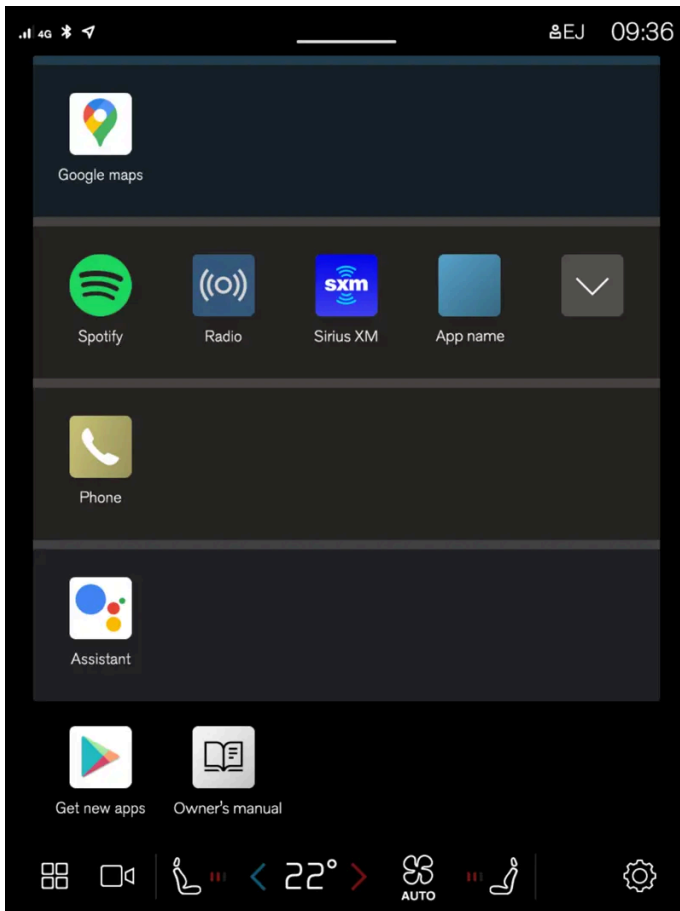 4G EJ 09:36
Google maps
sxm
Spotify Radio Sirius XM App name
Phone
Assistant
Get new apps Owner's manual
22°
AUTO